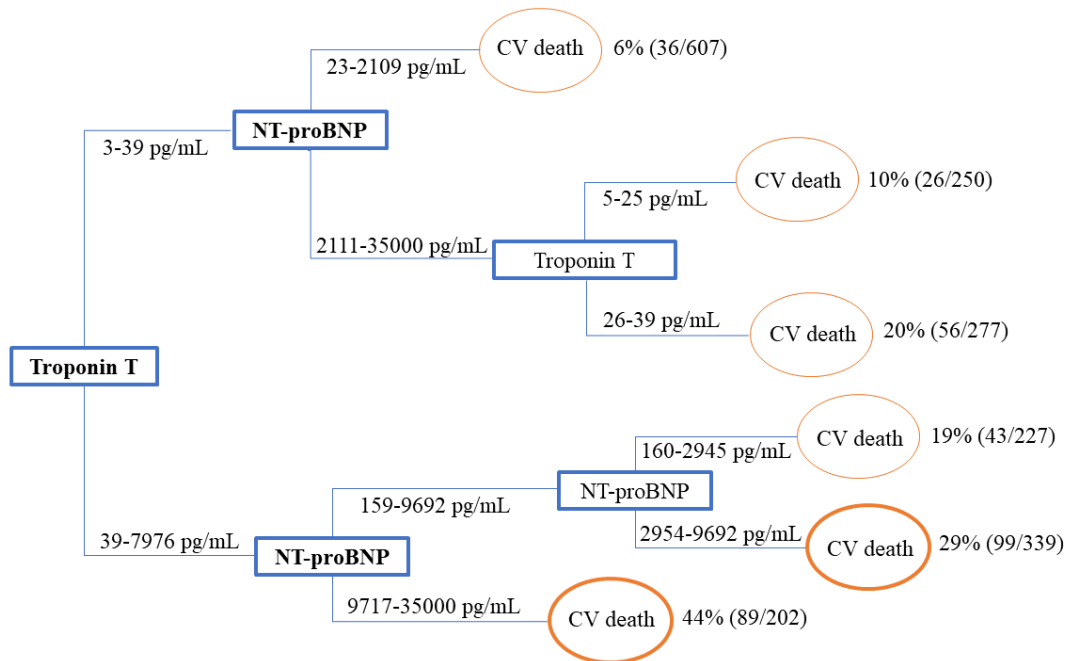 CV death
6% (36/607)
23-2109 pg/mL
NT-proBNP
3-39 pg/mL
CV death
10% (26/250)
5-25 pg/mL
2111-35000 pg/mL
Troponin T
26-39 pg/mL
CV death
20% (56/277)
Troponin T
CV death
19% (43/227)
160-2945 pg/mL
NT-proBNP
159-9692 pg/mL
2954-9692 pg/mL
CV death
29% (99/339)
39-7976 pg/mL
NT-proBNP
9717-35000 pg/mL
CV death
44% (89/202)